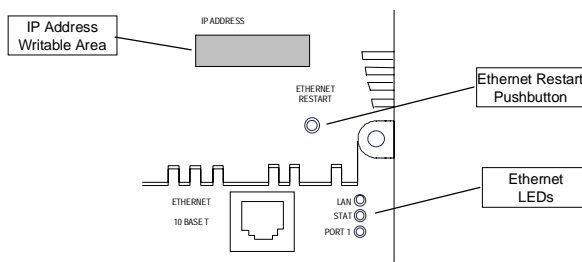 IP Address
Writable Area
IP ADDRESS
ETHERNET
RESTART
Ethernet Restart
Pushbutton
ETHERNET
10 BASE T
LAN
STAT
PORT 1
Ethernet
LEDs